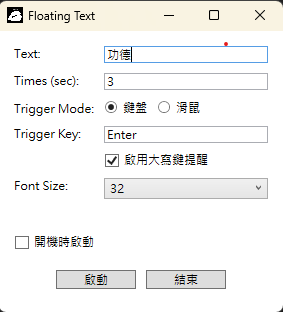 Floating Text
Text: 功德
Times (sec): 3
Trigger Mode: 鍵盤 滑鼠
Trigger Key: Enter
啟用大寫鍵提醒
Font Size: 32
開機時啟動
啟動 結束